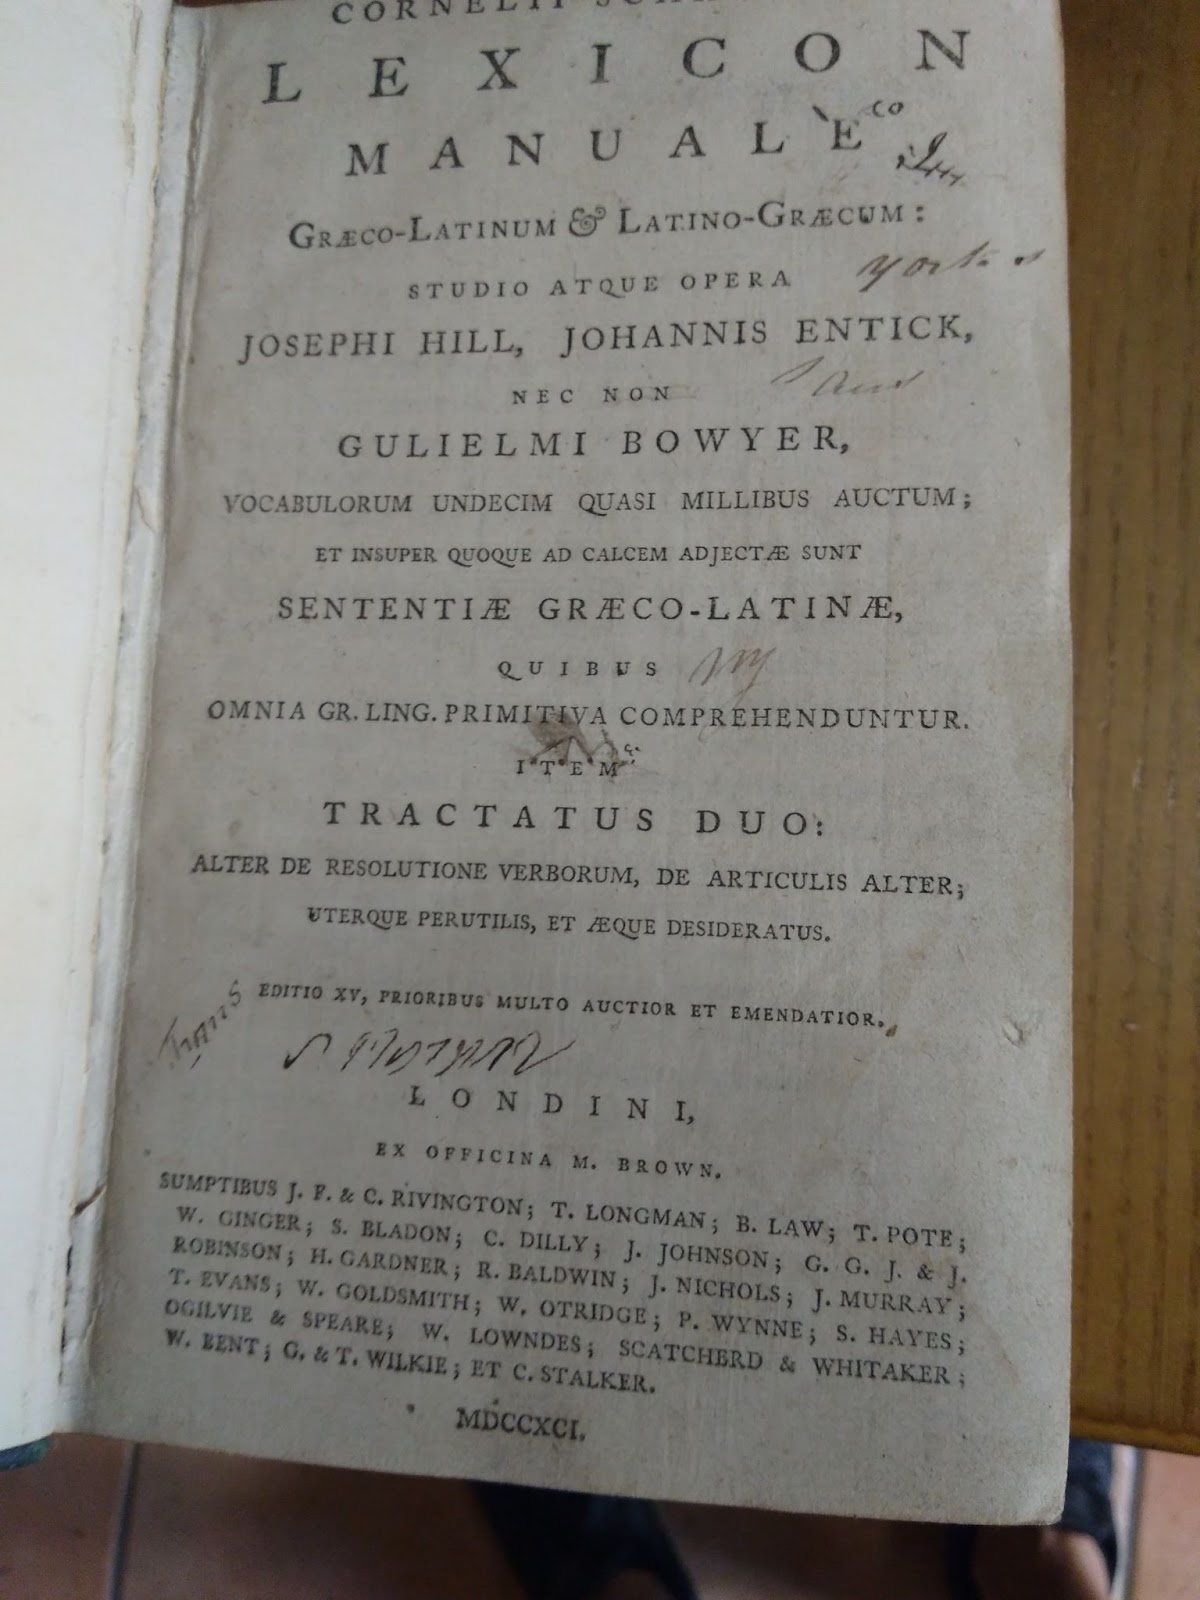 CORNELII
LEXICON
MANUALE
GRÆCO-LATINUM & LATINO-GRÆCUM:
STUDIO ATQUE OPERA
JOSEPHI HILL, JOHANNIS ENTICK,
NEC NON
GULIELMI BOWYER,
VOCABULORUM UNDECIM QUASI MILLIBUS AUCTUM;
ET INSUPER QUOQUE AD CALCEM ADJECTÆ SUNT
SENTENTIÆ GRÆCO-LATINÆ,
QUIBUS
OMNIA GR. LING. PRIMITIVA COMPREHENDUNTUR.
ITEM
TRACTATUS DUO:
ALTER DE RESOLUTIONE VERBORUM, DE ARTICULIS ALTER;
UTERQUE PERUTILIS, ET ÆQUE DESIDERATUS.
EDITIO XV, PRIORIBUS MULTO AUCTIOR ET EMENDATIOR.
LONDINI,
EX OFFICINA M. BROWN.
SUMPTIBUS J. F. & C. RIVINGTON; T. LONGMAN; B. LAW; T. POTE;
W. GINGER; S. BLADON; C. DILLY; J. JOHNSON; G. G. J. & J.
ROBINSON; H. GARDNER; R. BALDWIN; J. NICHOLS; J. MURRAY;
T. EVANS; W. GOLDSMITH; W. OTRIDGE; P. WYNNE; S. HAYES;
OGILVIE & SPEARE; W. LOWNDES; SCATCHERD & WHITAKER;
W. BENT; G. & T. WILKIE; ET C. STALKER.
MDCCXCI.